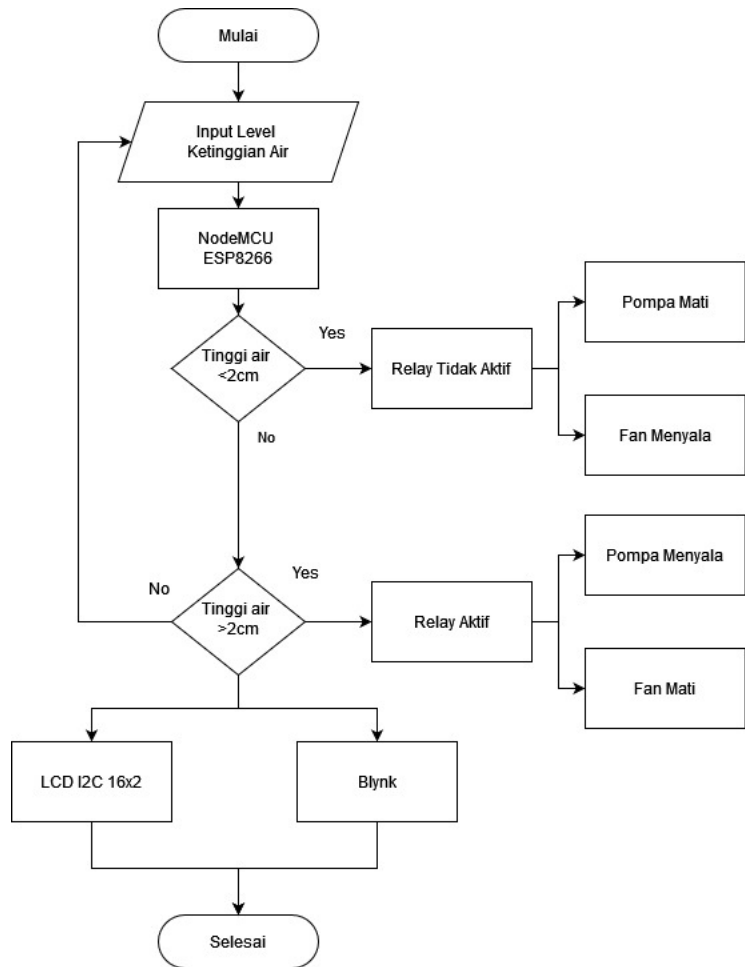 Mulai
Input Level
Ketinggian Air
NodeMCU
ESP8266
Tinggi air
<2cm
Yes
No
Relay Tidak Aktif
Pompa Mati
Fan Menyala
Tinggi air
>2cm
No
Yes
Relay Aktif
Pompa Menyala
Fan Mati
LCD I2C 16x2
Blynk
Selesai